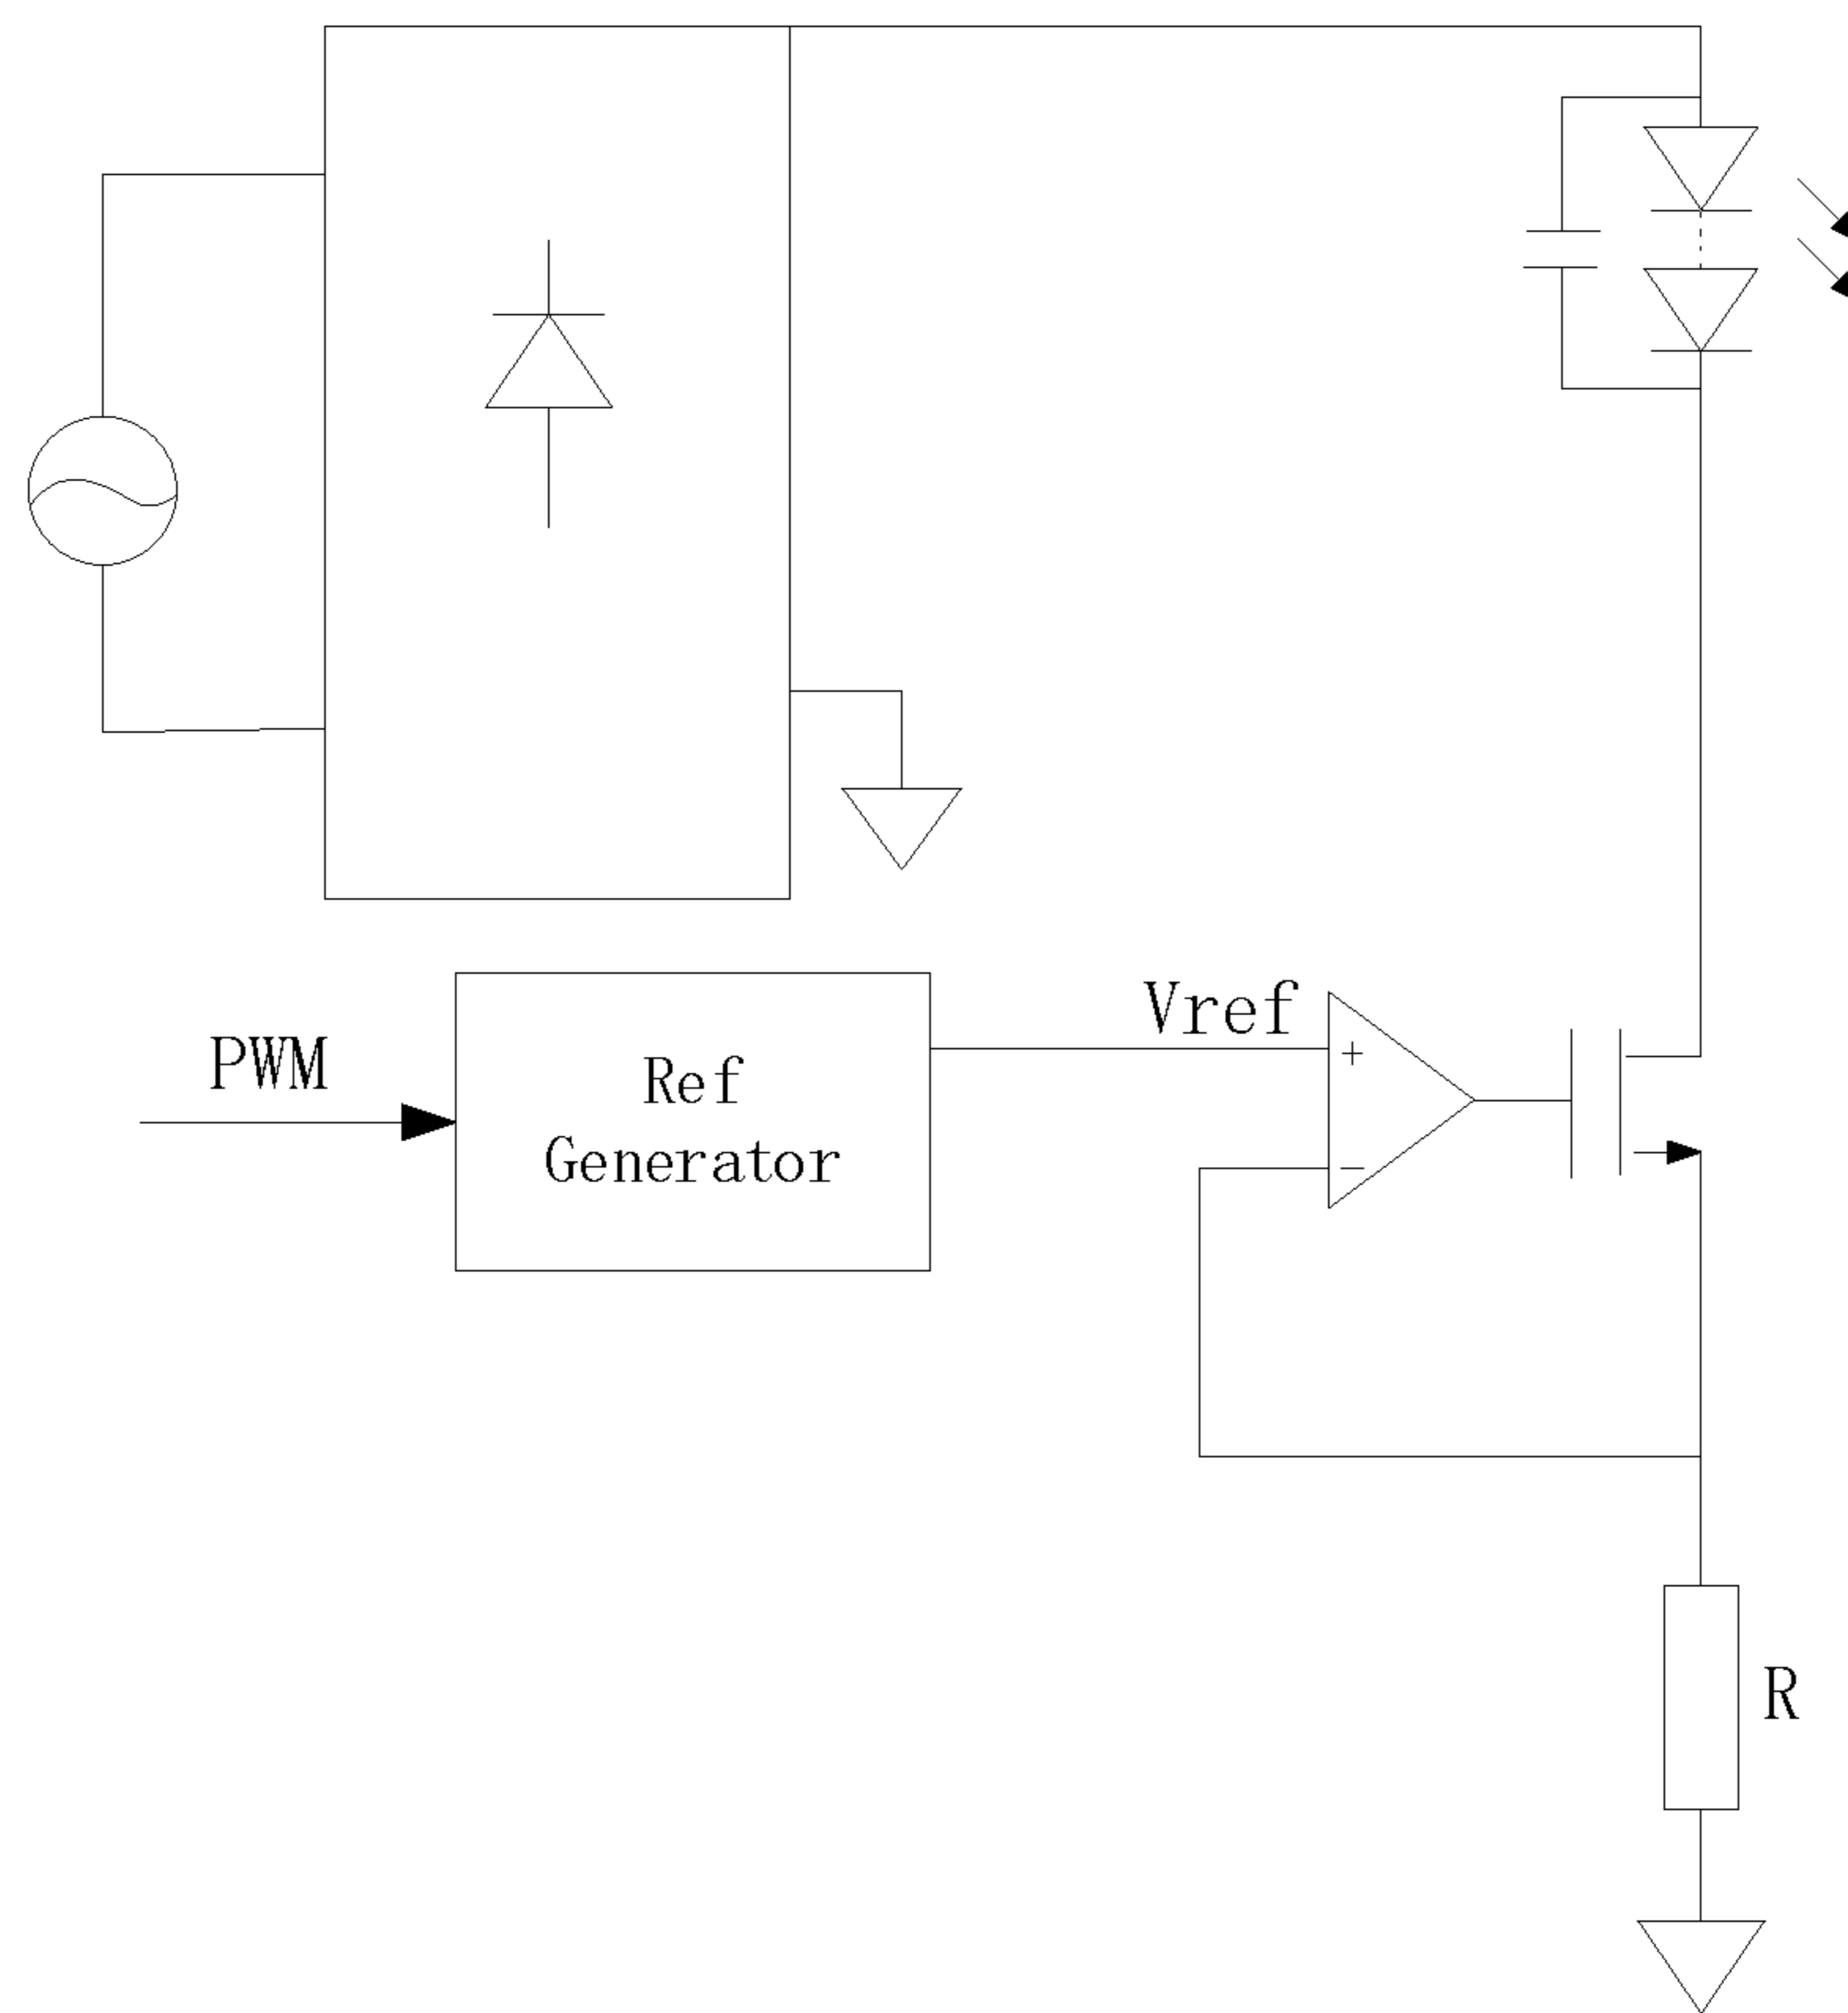 PWM
Ref
Generator
Vref
+
−
R